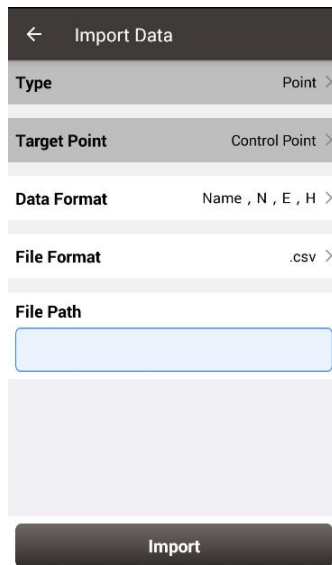 Import Data
Type Point
Target Point Control Point
Data Format Name , N , E , H
File Format .csv
File Path
Import